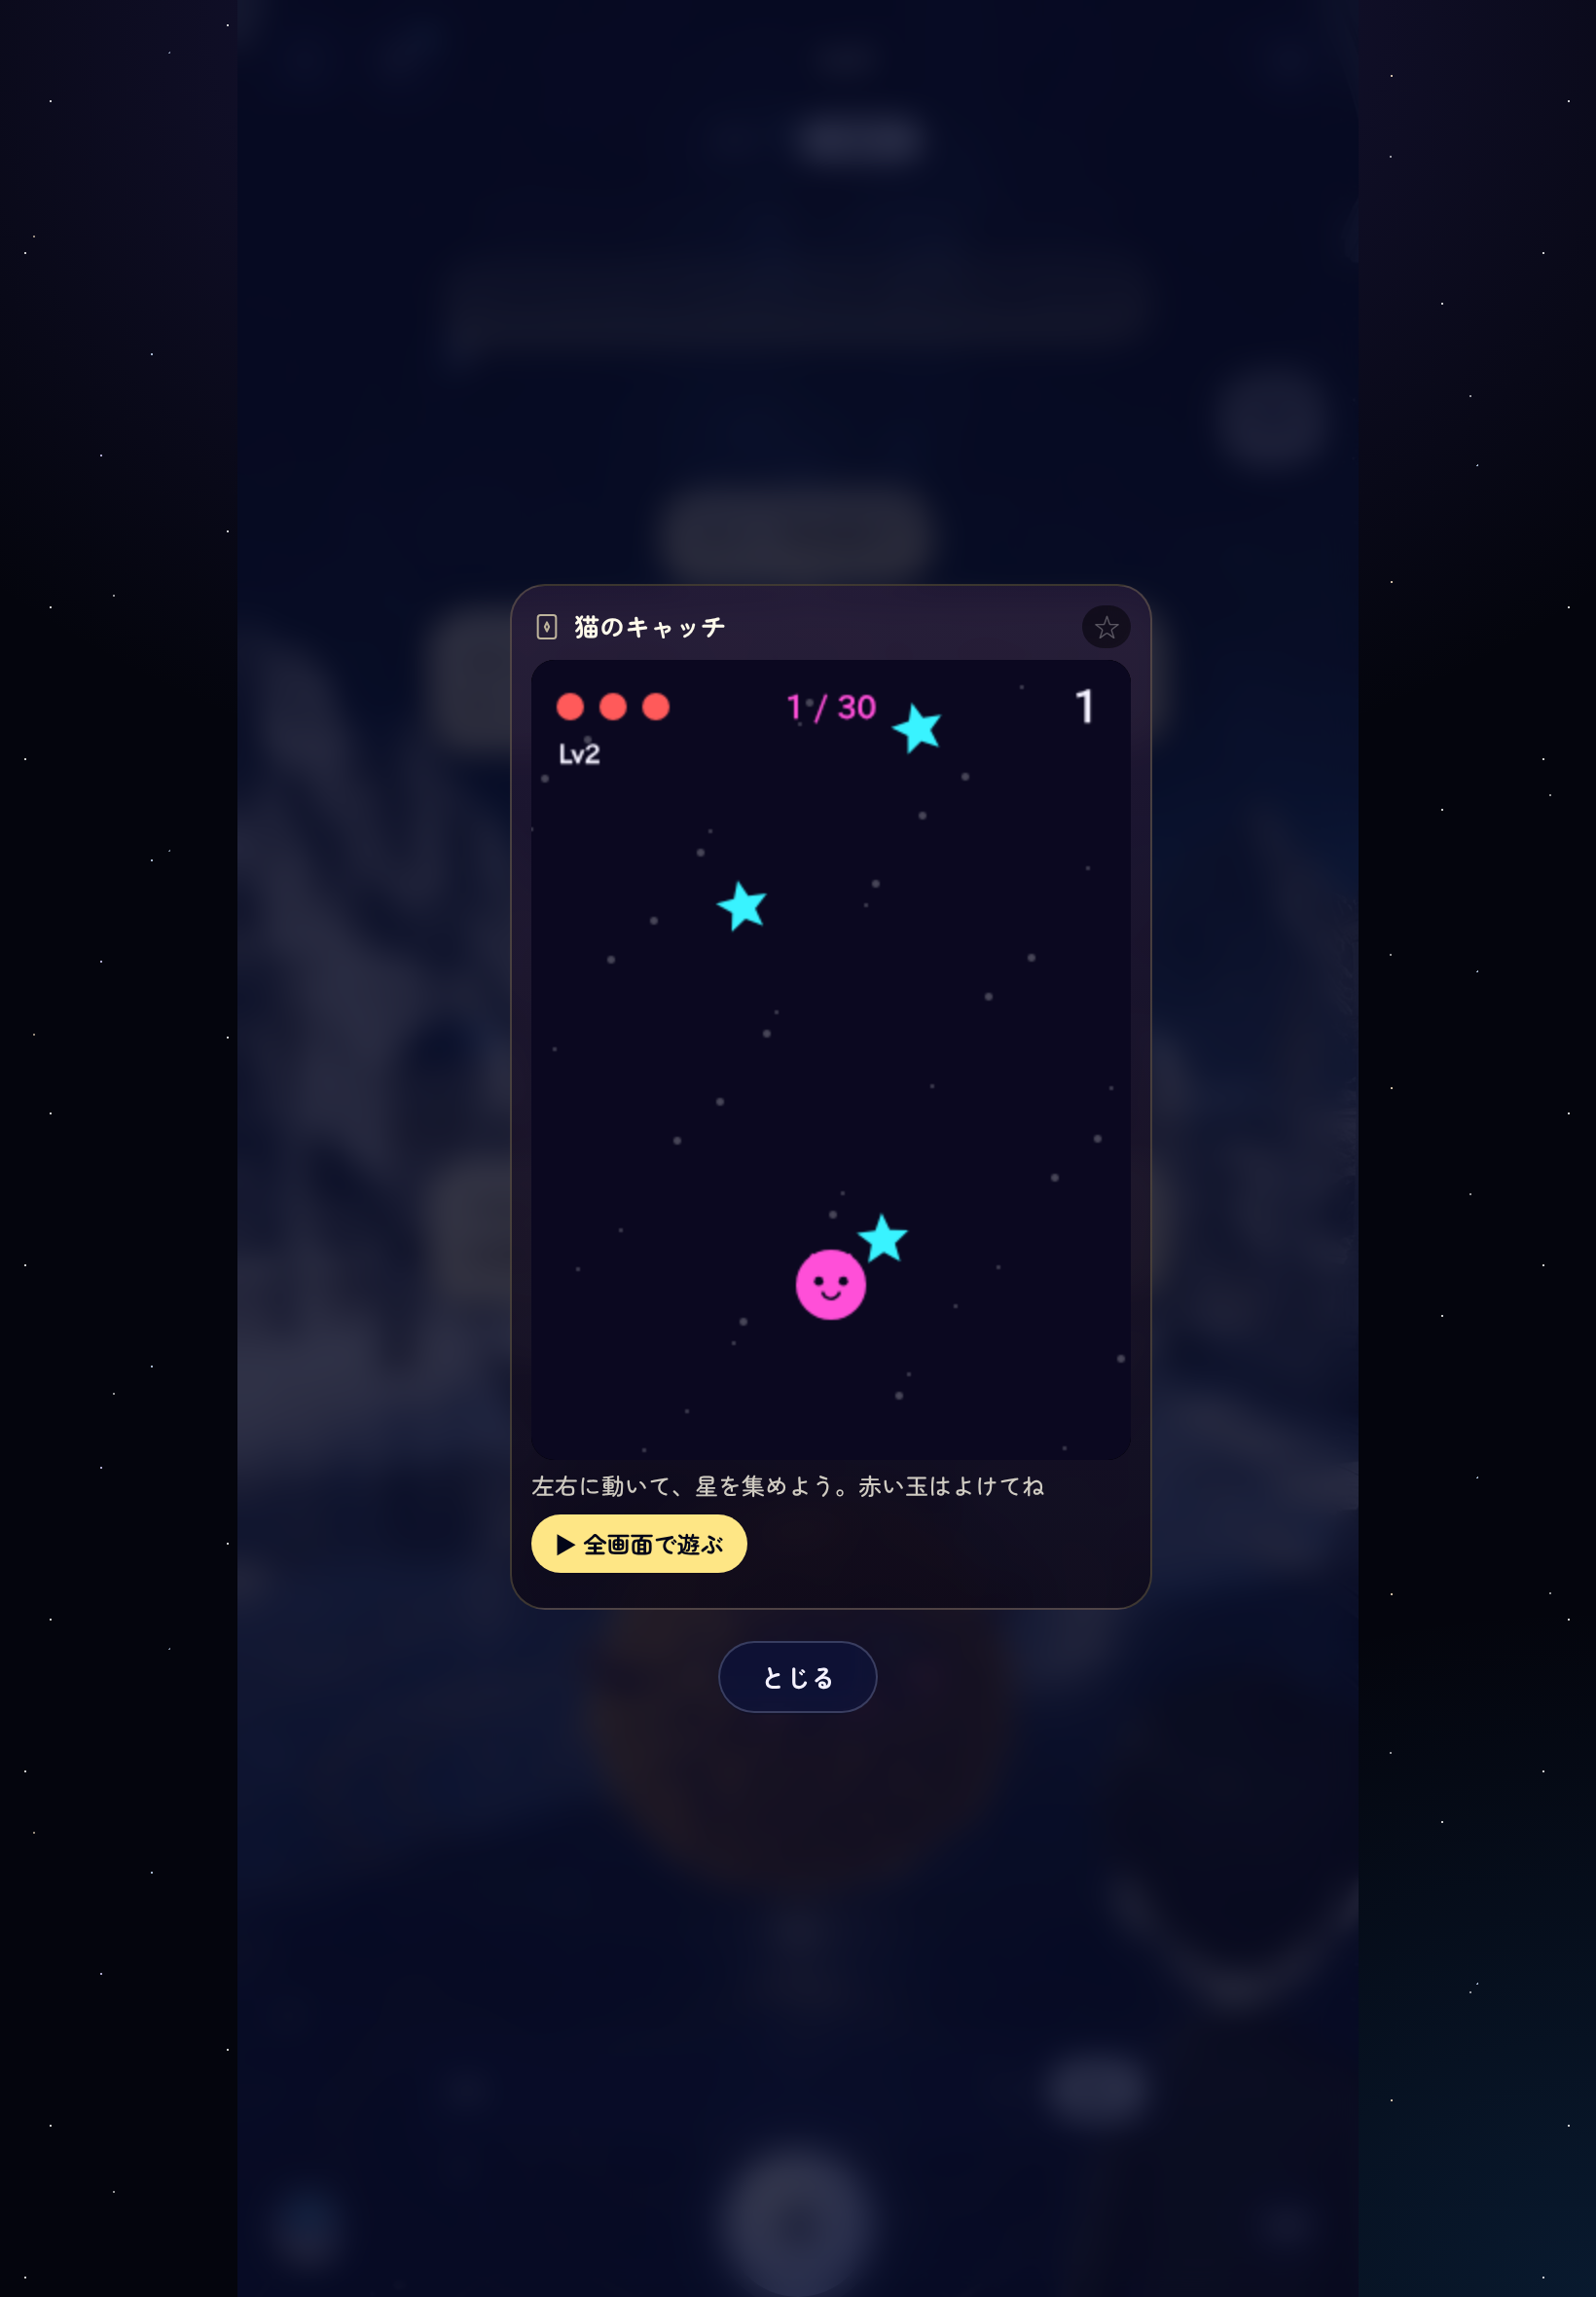 猫のキャッチ
1 / 30
1
Lv2
左右に動いて、星を集めよう。赤い玉はよけてね
▶ 全画面で遊ぶ
とじる